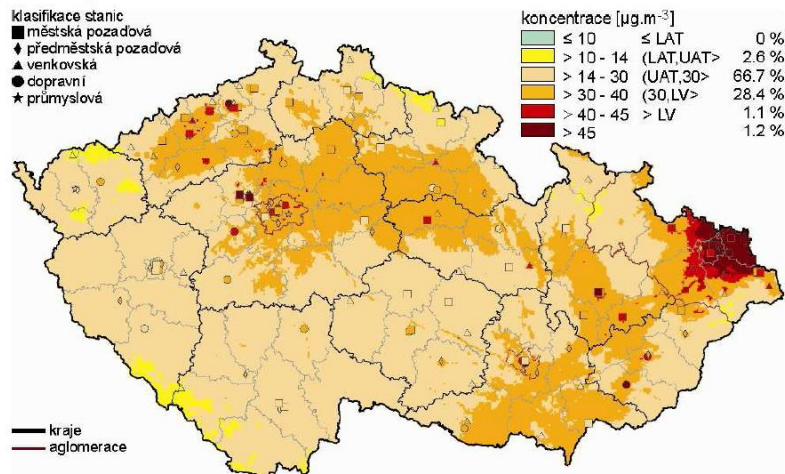 klasifikace stanic
městská pozaďová
předměstská pozaďová
venkovská
dopravní
průmyslová
koncentrace [µg.m⁻³]
≤ 10 ≤ LAT 0 %
> 10 - 14 (LAT,UAT> 2.6 %
> 14 - 30 (UAT,30> 66.7 %
> 30 - 40 (30,LV> 28.4 %
> 40 - 45 > LV 1.1 %
> 45 1.2 %
kraje
aglomerace